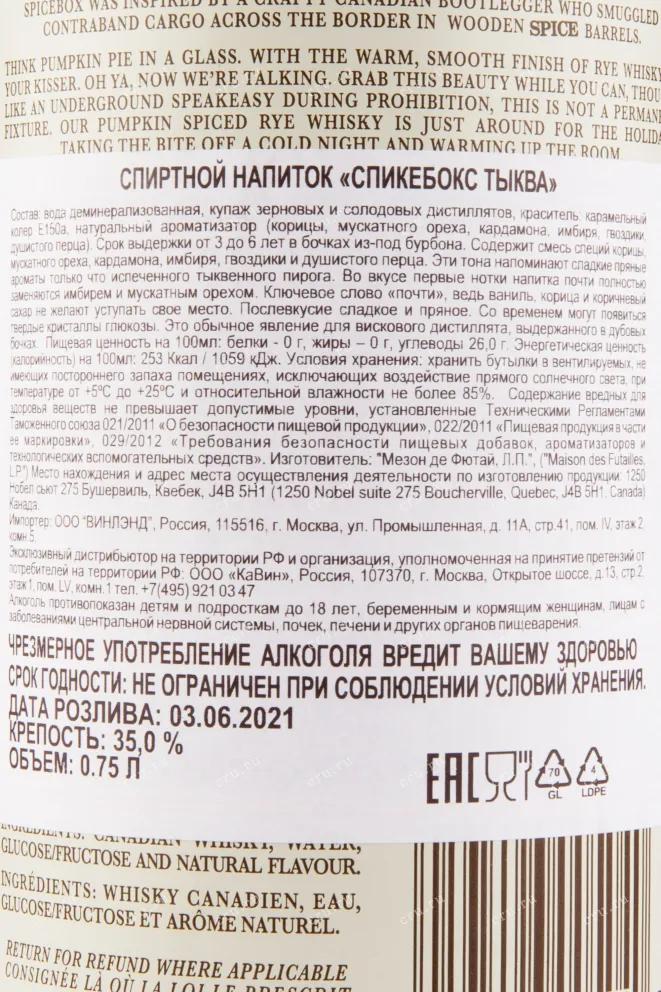 SPICEBOX WAS INSPIRED BY A CRAFTY CANADIAN BOOTLEGGER WHO SMUGGLED
CONTRABAND CARGO ACROSS THE BORDER IN WOODEN SPICE BARRELS.
THINK PUMPKIN PIE IN A GLASS. WITH THE WARM, SMOOTH FINISH OF RYE WHISKY
YOUR KISSER. OH YA, NOW WE'RE TALKING. GRAB THIS BEAUTY WHILE YOU CAN, THOU
LIKE AN UNDERGROUND SPEAKEASY DURING PROHIBITION, THIS IS NOT A PERMANE
FIXTURE. OUR PUMPKIN SPICED RYE WHISKY IS JUST AROUND FOR THE HOLIDA
TAKING THE BITE OFF A COLD NIGHT AND WARMING UP THE ROOM
СПИРТНОЙ НАПИТОК «СПИКЕБОКС ТЫКВА»
Состав: вода деминерализованная, купаж зерновых и солодовых дистиллятов, краситель: карамельный
колер Е150а, натуральный ароматизатор (корицы, мускатного ореха, кардамона, имбиря, гвоздики,
душистого перца). Срок выдержки от 3 до 6 лет в бочках из-под бурбона. Содержит смесь специй корицы,
мускатного ореха, кардамона, имбиря, гвоздики и душистого перца. Эти тона напоминают сладкие пряные
ароматы только что испеченного тыквенного пирога. Во вкусе первые нотки напитка почти полностью
заменяются имбирем и мускатным орехом. Ключевое слово «почти», ведь ваниль, корица и коричневый
сахар не желают уступать свое место. Послевкусие сладкое и пряное. Со временем могут появиться
твердые кристаллы глюкозы. Это обычное явление для вискового дистиллята, выдержанного в дубовых
бочках. Пищевая ценность на 100мл: белки - 0 г, жиры – 0 г, углеводы 26,0 г. Энергетическая ценность
(калорийность) на 100мл: 253 Ккал / 1059 кДж. Условия хранения: хранить бутылки в вентилируемых, не
имеющих постороннего запаха помещениях, исключающих воздействие прямого солнечного света, при
температуре от +5ºС до +25ºС и относительной влажности не более 85%. Содержание вредных для
здоровья веществ не превышает допустимые уровни, установленные Техническими Регламентами
Таможенного союза 021/2011 «О безопасности пищевой продукции», 022/2011 «Пищевая продукция в части
ее маркировки», 029/2012 «Требования безопасности пищевых добавок, ароматизаторов и
технологических вспомогательных средств». Изготовитель: "Мезон де Фютай, Л.П.", ("Maison des Futailles,
L.P.") Место нахождения и адрес места осуществления деятельности по изготовлению продукции: 1250
Нобел сьют 275 Бушервиль, Квебек, J4B 5H1 (1250 Nobel suite 275 Boucherville, Quebec, J4B 5H1. Canada)
Канада.
Импортер: ООО "ВИНЛЭНД", Россия, 115516, г. Москва, ул. Промышленная, д. 11А, стр.41, пом. IV, этаж 2,
комн.5.
Эксклюзивный дистрибьютор на территории РФ и организация, уполномоченная на принятие претензий от
потребителей на территории РФ: ООО «КаВин», Россия, 107370, г. Москва, Открытое шоссе, д.13, стр.2,
этаж 1, пом. LV, комн.1 тел. +7(495) 921 03 47
Алкоголь противопоказан детям и подросткам до 18 лет, беременным и кормящим женщинам, лицам с
заболеваниями центральной нервной системы, почек, печени и других органов пищеварения.
ЧРЕЗМЕРНОЕ УПОТРЕБЛЕНИЕ АЛКОГОЛЯ ВРЕДИТ ВАШЕМУ ЗДОРОВЬЮ
СРОК ГОДНОСТИ: НЕ ОГРАНИЧЕН ПРИ СОБЛЮДЕНИИ УСЛОВИЙ ХРАНЕНИЯ.
ДАТА РОЗЛИВА: 03.06.2021
КРЕПОСТЬ: 35,0 %
ОБЪЕМ: 0.75 Л
EAC
70
GL
4
LDPE
INGREDIENTS: CANADIAN WHISKY, WATER,
GLUCOSE/FRUCTOSE AND NATURAL FLAVOUR.
INGRÉDIENTS: WHISKY CANADIEN, EAU,
GLUCOSE/FRUCTOSE ET ARÔME NATUREL.
RETURN FOR REFUND WHERE APPLICABLE
CONSIGNÉE LÀ OÙ LA LOI LE PRESCRIT